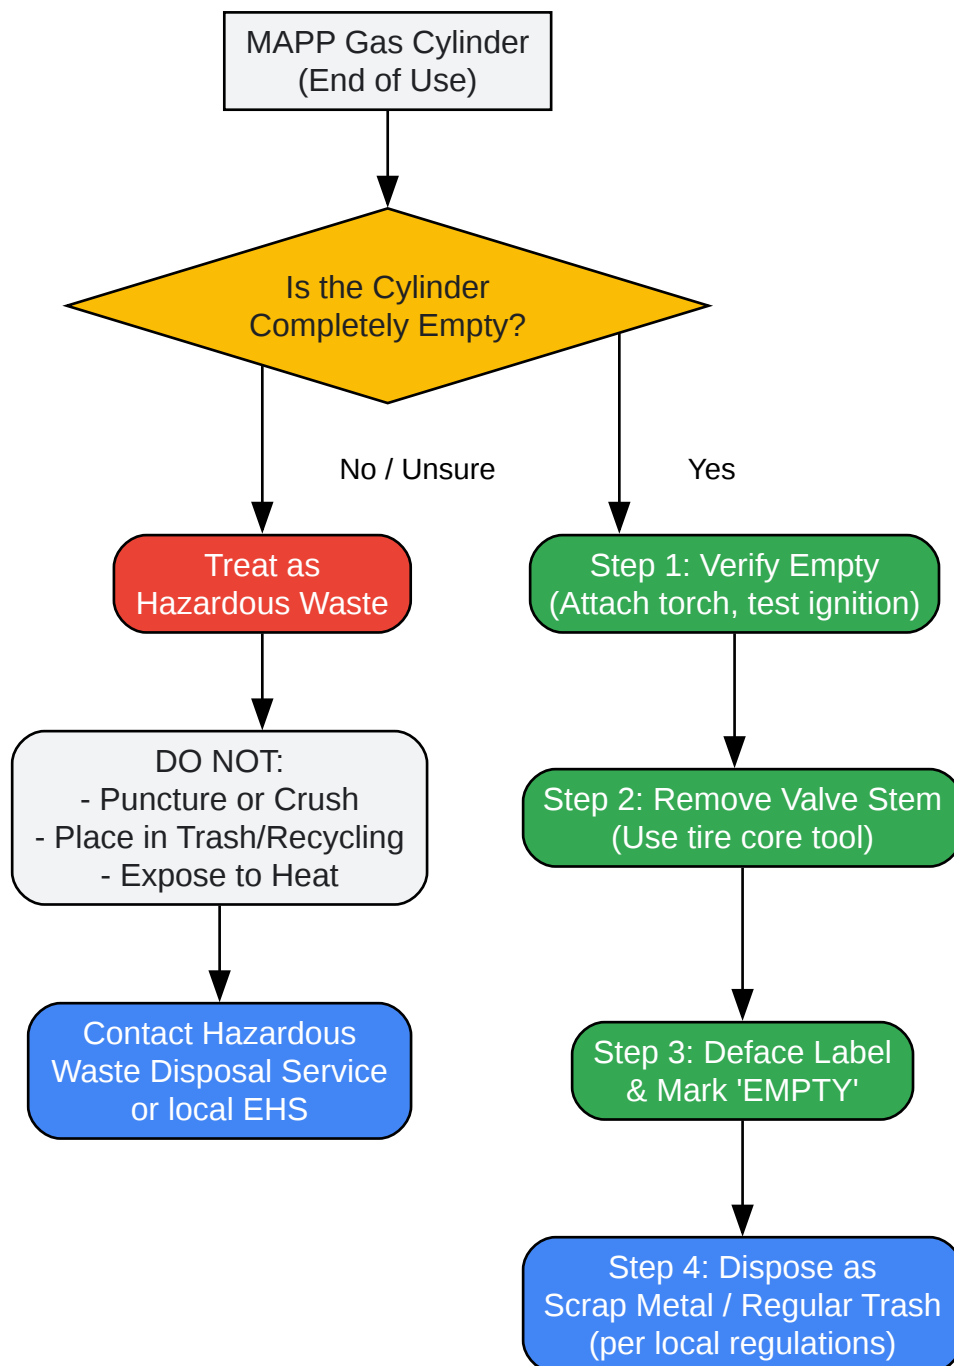 MAPP Gas Cylinder
(End of Use)
Is the Cylinder
Completely Empty?
No / Unsure
Yes
Treat as
Hazardous Waste
Step 1: Verify Empty
(Attach torch, test ignition)
DO NOT:
- Puncture or Crush
- Place in Trash/Recycling
- Expose to Heat
Step 2: Remove Valve Stem
(Use tire core tool)
Contact Hazardous
Waste Disposal Service
or local EHS
Step 3: Deface Label
& Mark 'EMPTY'
Step 4: Dispose as
Scrap Metal / Regular Trash
(per local regulations)